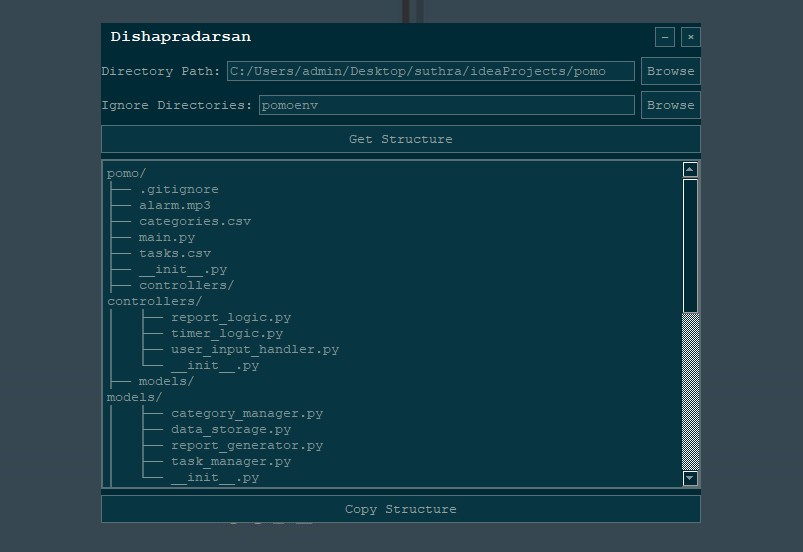 Dishapradarsan
Directory Path: C:/Users/admin/Desktop/suthra/ideaProjects/pomo Browse
Ignore Directories: pomoenv Browse
Get Structure
pomo/
├── .gitignore
├── alarm.mp3
├── categories.csv
├── main.py
├── tasks.csv
├── __init__.py
├── controllers/
controllers/
│   ├── report_logic.py
│   ├── timer_logic.py
│   ├── user_input_handler.py
│   └── __init__.py
├── models/
models/
│   ├── category_manager.py
│   ├── data_storage.py
│   ├── report_generator.py
│   ├── task_manager.py
│   └── __init__.py
Copy Structure